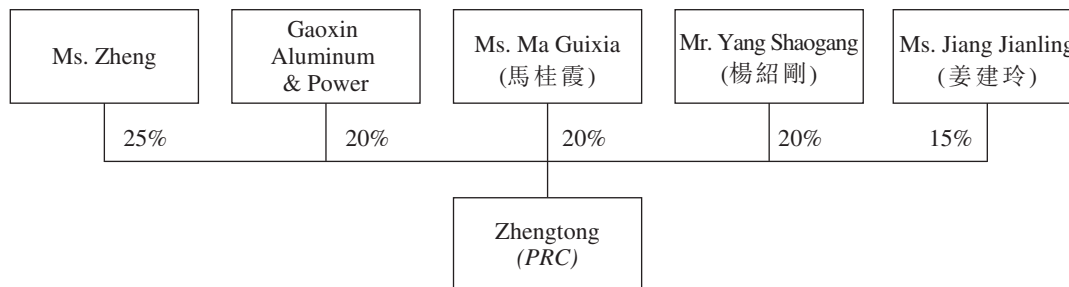 Ms. Zheng
Gaoxin
Aluminum
& Power
Ms. Ma Guixia
(馬桂霞)
Mr. Yang Shaogang
(楊紹剛)
Ms. Jiang Jianling
(姜建玲)
25%
20%
20%
20%
15%
Zhengtong
(PRC)